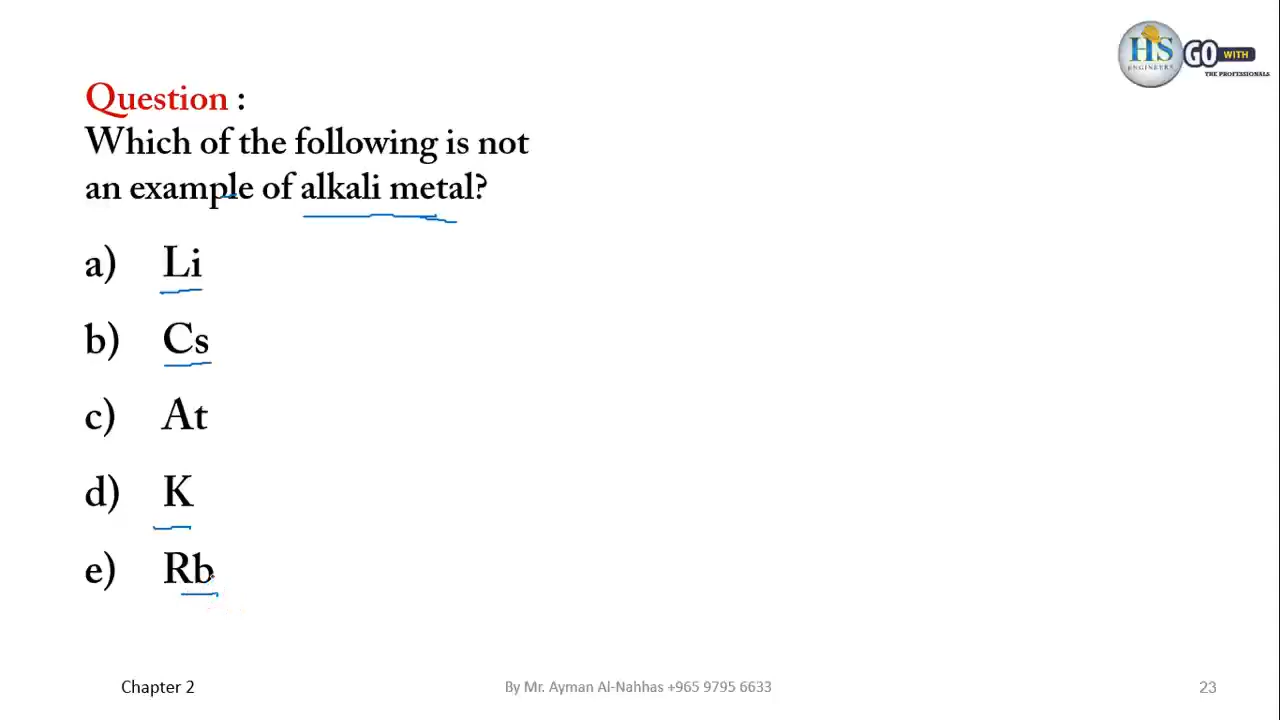 HS
ENGINEERS
GO WITH
THE PROFESSIONALS
Question :
Which of the following is not
an example of alkali metal?
a) Li
b) Cs
c) At
d) K
e) Rb
Chapter 2
By Mr. Ayman Al-Nahhas +965 9795 6633
23